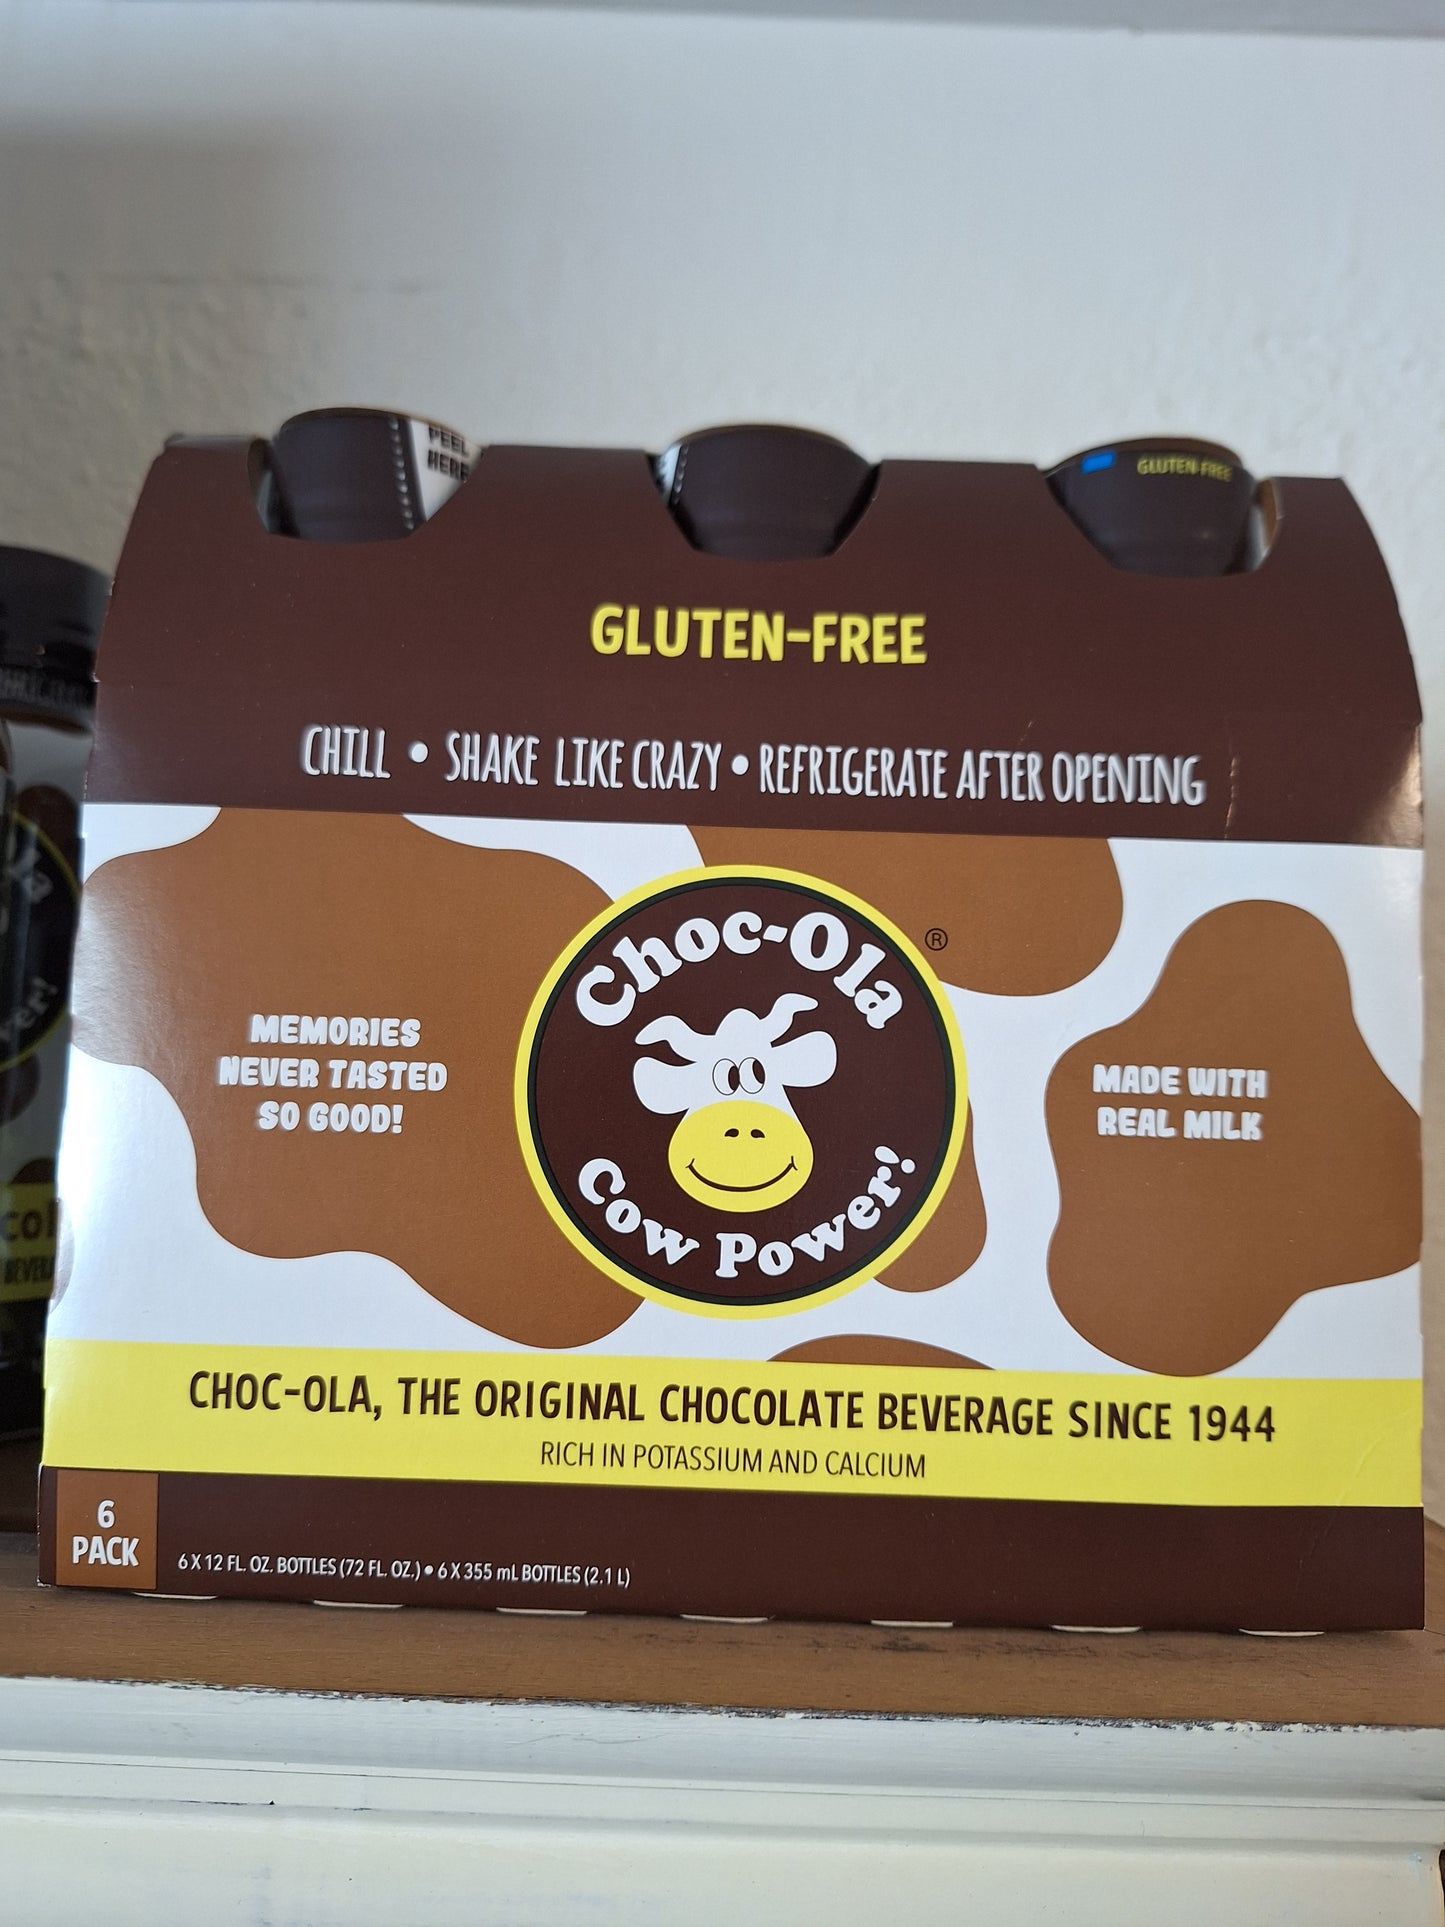 PEEL
HERE
GLUTEN-FREE
GLUTEN-FREE
CHILL • SHAKE LIKE CRAZY • REFRIGERATE AFTER OPENING
Choc-Ola ®
MEMORIES
NEVER TASTED
SO GOOD!
MADE WITH
REAL MILK
Cow Power!
CHOC-OLA, THE ORIGINAL CHOCOLATE BEVERAGE SINCE 1944
RICH IN POTASSIUM AND CALCIUM
6
PACK
6 X 12 FL. OZ. BOTTLES (72 FL. OZ.) • 6 X 355 mL BOTTLES (2.1 L)